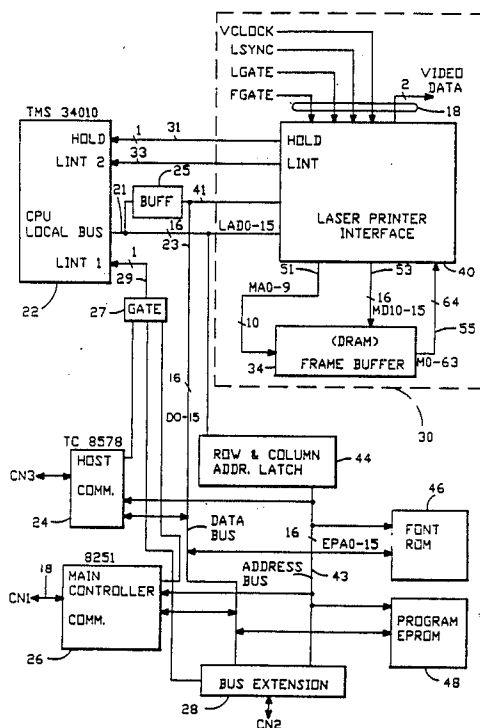 VCLOCK
LSYNC
LGATE
FGATE
2
VIDEO DATA
18
TMS 34010
HOLD
LINT 2
CPU
LOCAL BUS
LINT 1
22
1
31
33
25
BUFF
41
21
16
23
LAD0-15
1
29
27
GATE
HOLD
LINT
LASER PRINTER
INTERFACE
40
51
53
MA0-9
16
MD10-15
64
10
55
(DRAM)
FRAME BUFFER
34
M0-63
30
16
D0-15
TC 8578
HOST
COMM.
CN3
24
ROW & COLUMN
ADDR. LATCH
44
46
FONT
ROM
16
EPA0-15
DATA
BUS
43
ADDRESS
BUS
8251
18
MAIN
CONTROLLER
COMM.
CN1
26
PROGRAM
EPROM
48
BUS EXTENSION
28
CN2